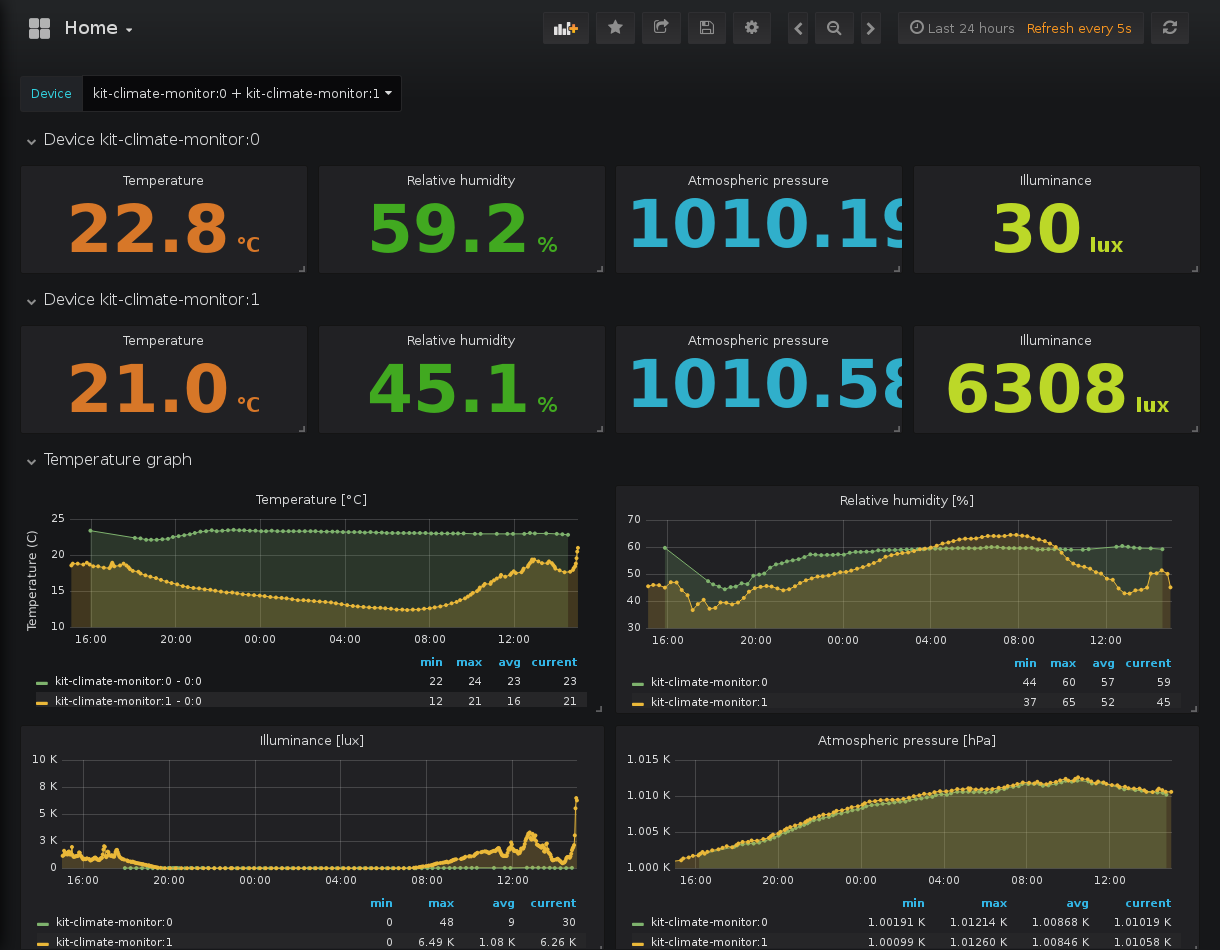 Home
Last 24 hours Refresh every 5s
Device kit-climate-monitor:0 + kit-climate-monitor:1
Device kit-climate-monitor:0
Temperature Relative humidity Atmospheric pressure Illuminance
22.8 °C 59.2 % 1010.19 30 lux
Device kit-climate-monitor:1
Temperature Relative humidity Atmospheric pressure Illuminance
21.0 °C 45.1 % 1010.58 6308 lux
Temperature graph
Temperature [°C]
Temperature (C)
25
20
15
10
16:00 20:00 00:00 04:00 08:00 12:00
min max avg current
kit-climate-monitor:0 - 0:0 22 24 23 23
kit-climate-monitor:1 - 0:0 12 21 16 21
Relative humidity [%]
70
60
50
40
30
16:00 20:00 00:00 04:00 08:00 12:00
min max avg current
kit-climate-monitor:0 44 60 57 59
kit-climate-monitor:1 37 65 52 45
Illuminance [lux]
10 K
8 K
5 K
3 K
0
16:00 20:00 00:00 04:00 08:00 12:00
min max avg current
kit-climate-monitor:0 0 48 9 30
kit-climate-monitor:1 0 6.49 K 1.08 K 6.26 K
Atmospheric pressure [hPa]
1.015 K
1.010 K
1.005 K
1.000 K
16:00 20:00 00:00 04:00 08:00 12:00
min max avg current
kit-climate-monitor:0 1.00191 K 1.01214 K 1.00868 K 1.01019 K
kit-climate-monitor:1 1.00099 K 1.01260 K 1.00846 K 1.01058 K